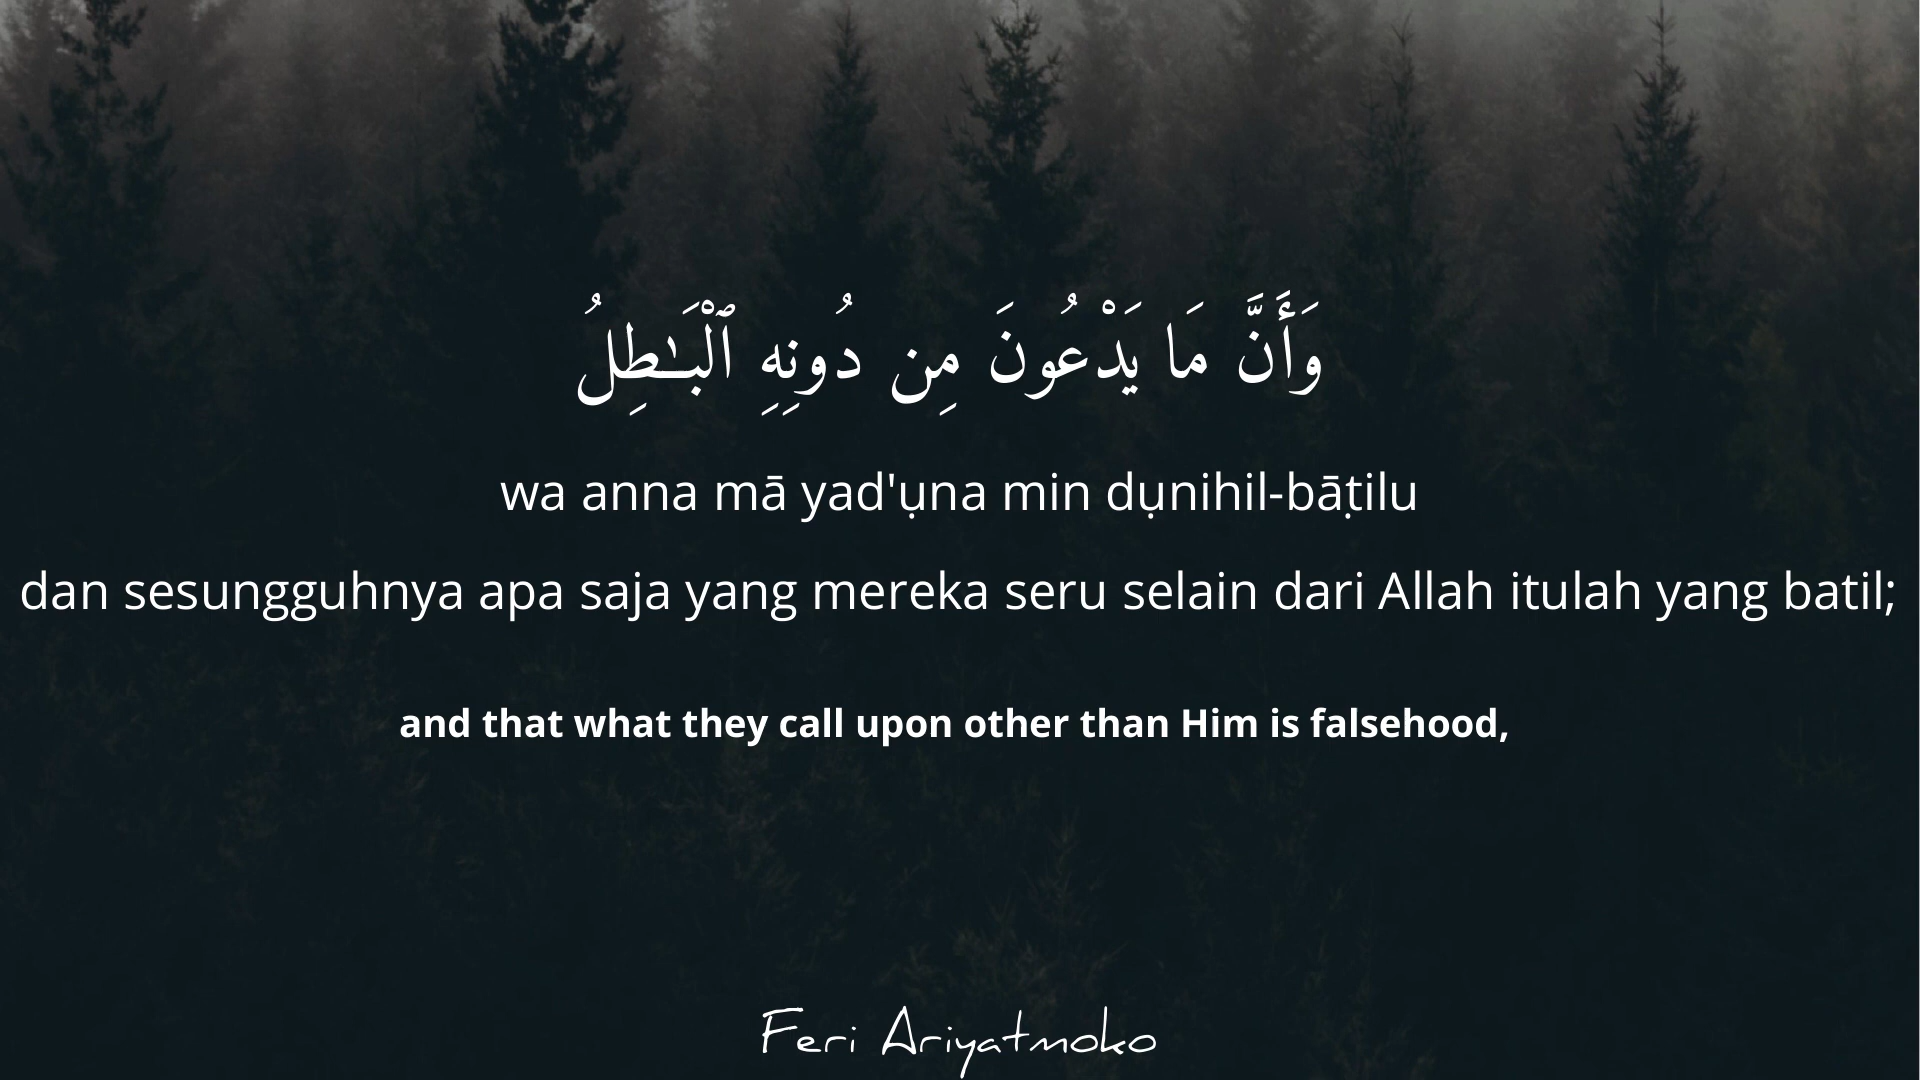 وَأَنَّ مَا يَدْعُونَ مِن دُونِهِ ٱلْبَـٰطِلُ
wa anna mā yad'ụna min dụnihil-bāṭilu
dan sesungguhnya apa saja yang mereka seru selain dari Allah itulah yang batil;
and that what they call upon other than Him is falsehood,
Feri Ariyatmoko